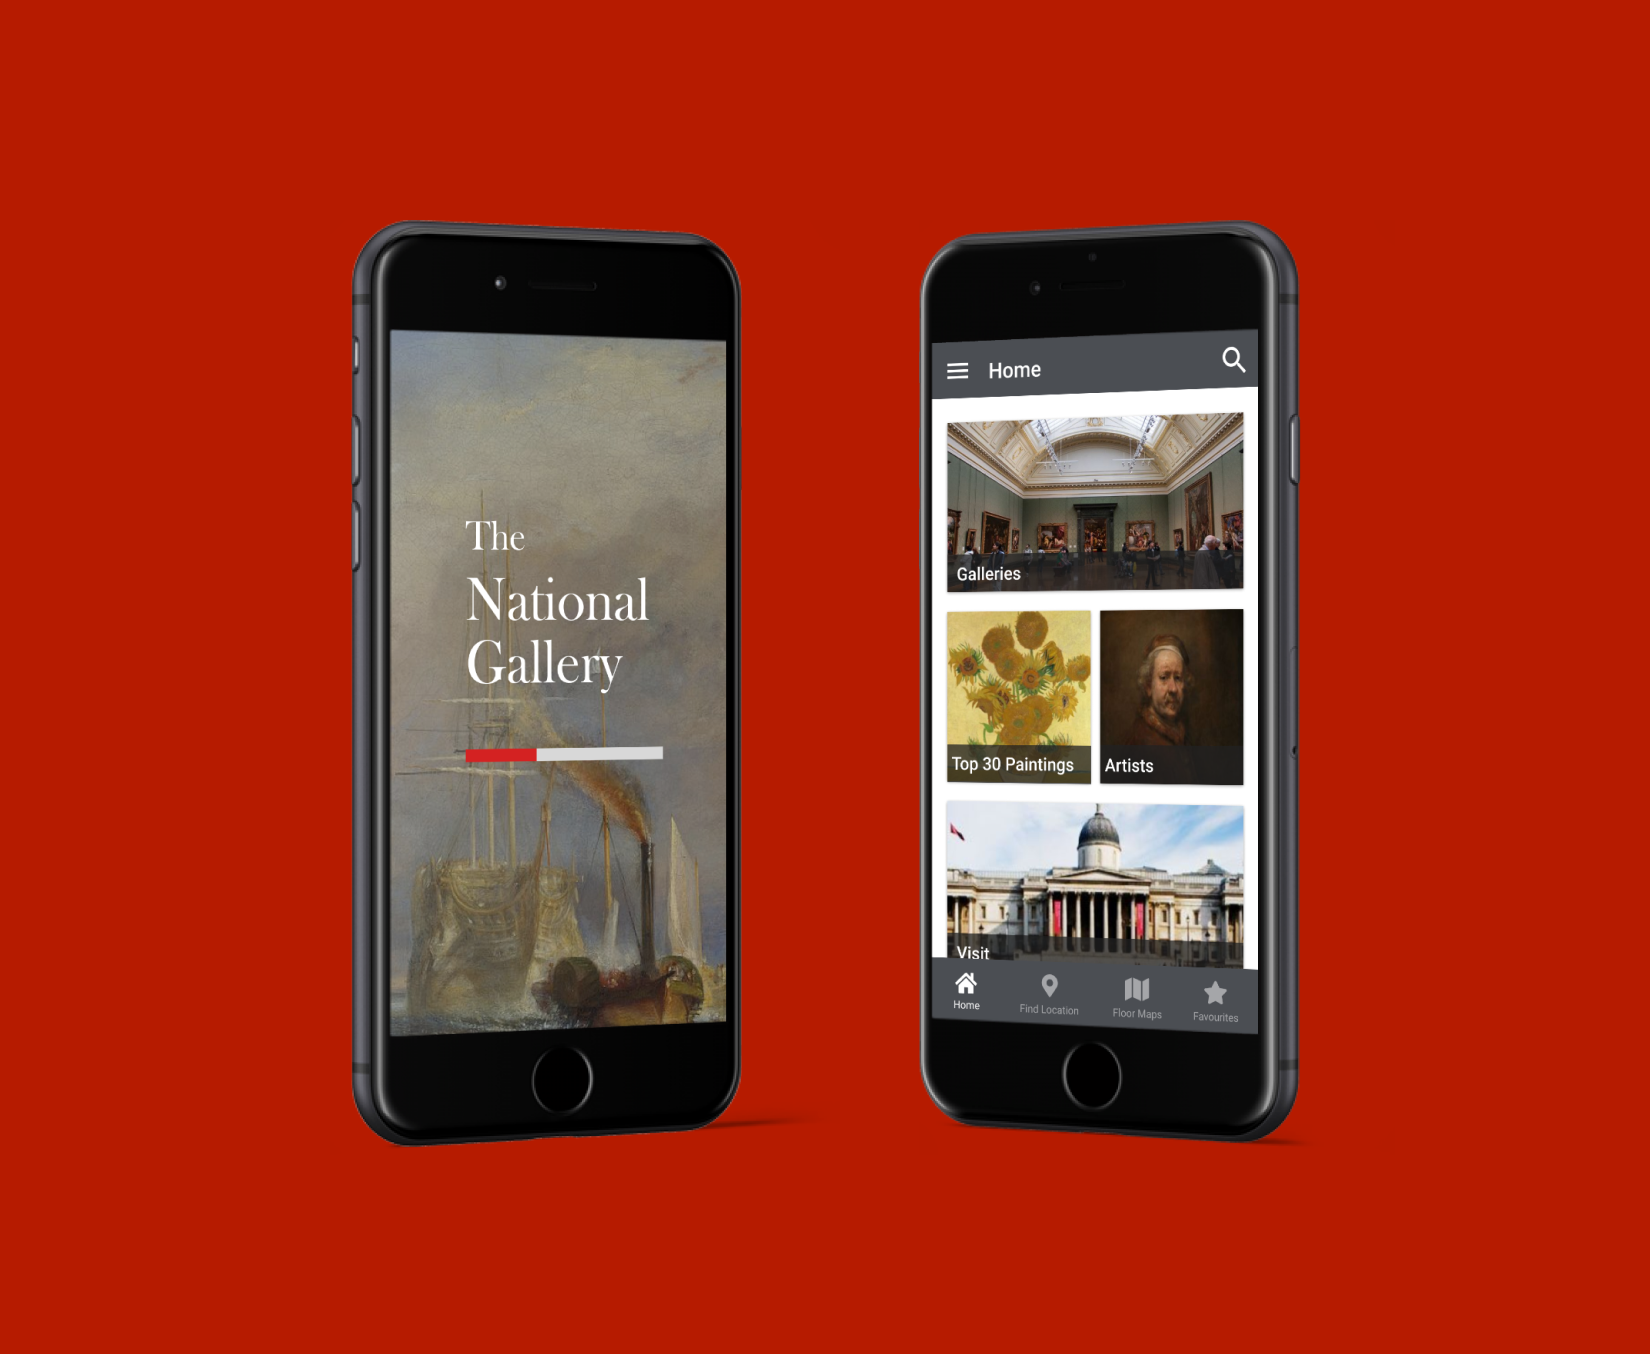 The
National
Gallery
Home
Galleries
Top 30 Paintings
Artists
Visit
Home
Find Location
Floor Maps
Favourites